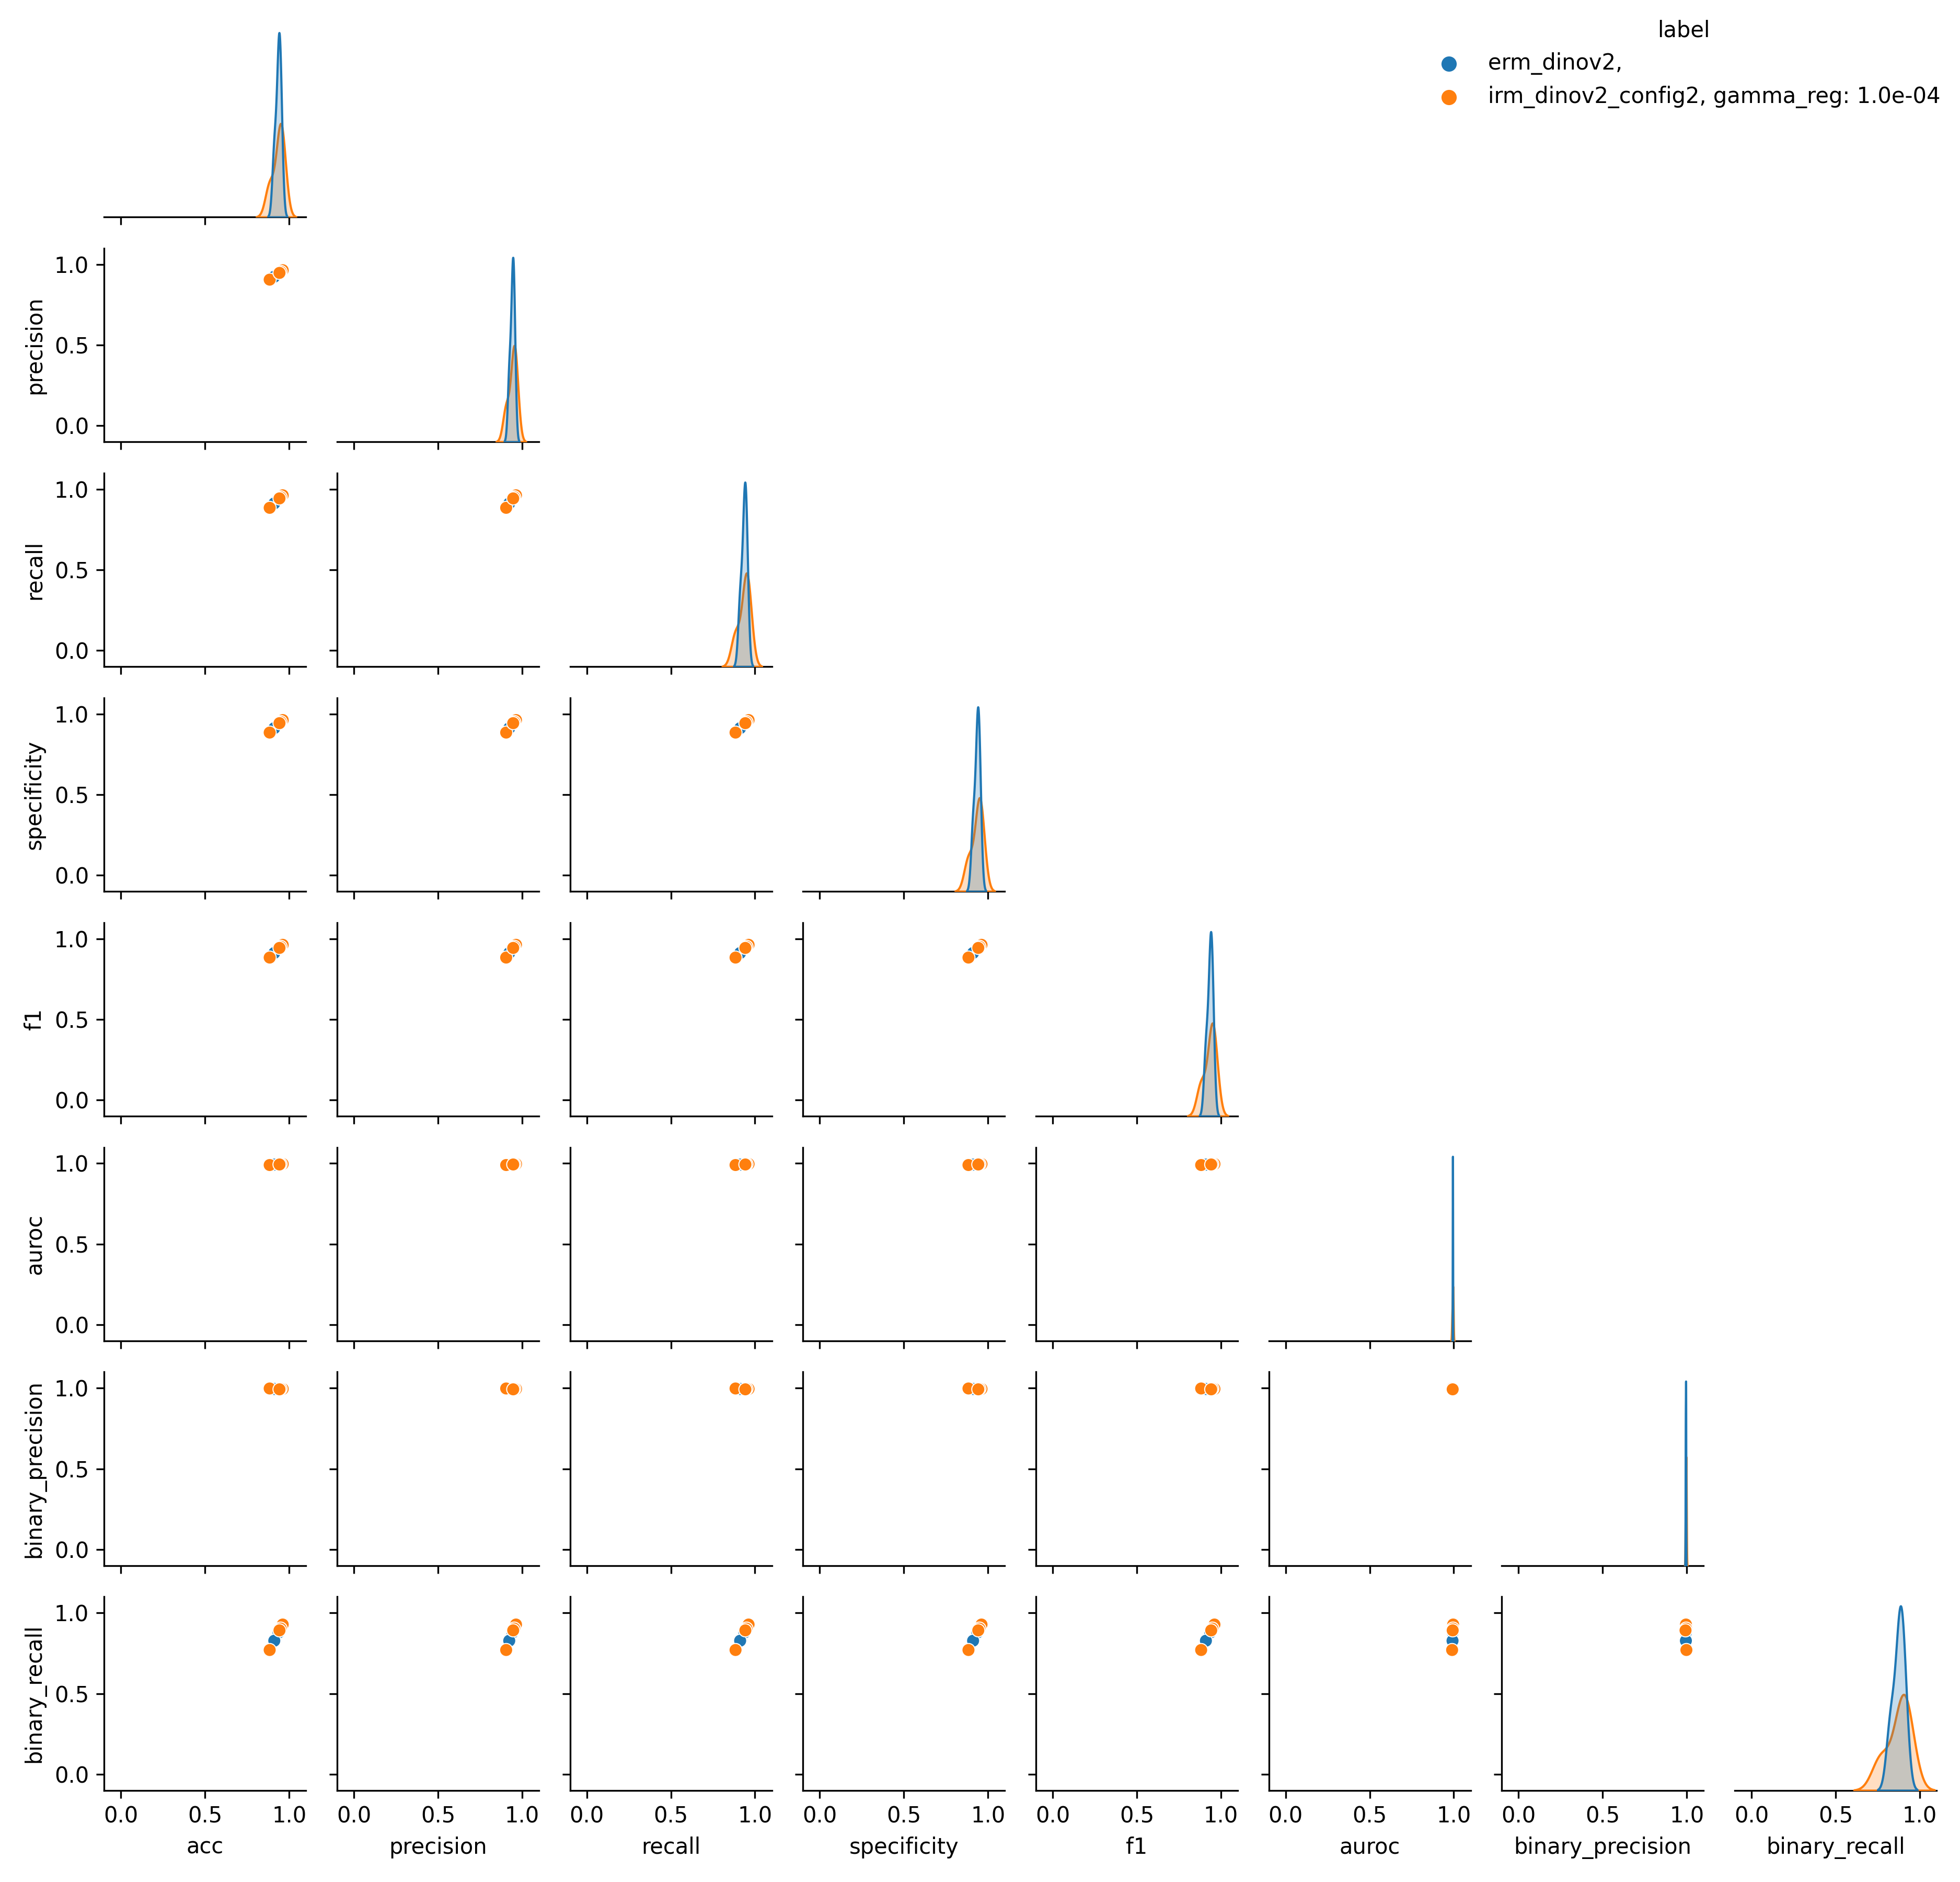 label
erm_dinov2,
irm_dinov2_config2, gamma_reg: 1.0e-04
1.0
precision
0.5
0.0
1.0
recall
0.5
0.0
1.0
specificity
0.5
0.0
1.0
f1
0.5
0.0
1.0
auroc
0.5
0.0
1.0
binary_precision
0.5
0.0
1.0
binary_recall
0.5
0.0
0.0 0.5 1.0 0.0 0.5 1.0 0.0 0.5 1.0 0.0 0.5 1.0 0.0 0.5 1.0 0.0 0.5 1.0 0.0 0.5 1.0 0.0 0.5 1.0
acc precision recall specificity f1 auroc binary_precision binary_recall